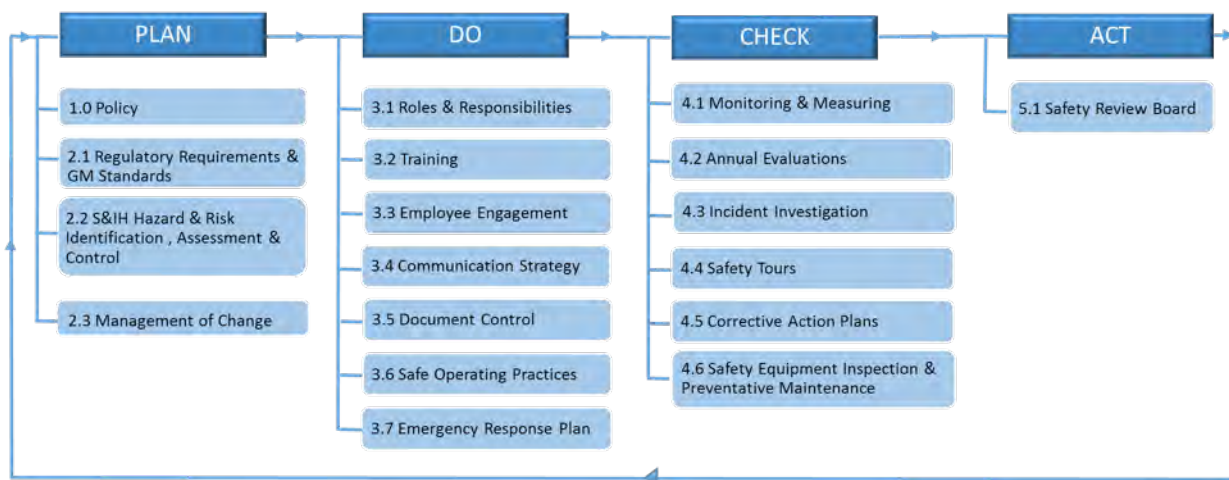 PLAN
1.0 Policy
2.1 Regulatory Requirements &
GM Standards
2.2 S&IH Hazard & Risk
Identification , Assessment &
Control
2.3 Management of Change
DO
3.1 Roles & Responsibilities
3.2 Training
3.3 Employee Engagement
3.4 Communication Strategy
3.5 Document Control
3.6 Safe Operating Practices
3.7 Emergency Response Plan
CHECK
4.1 Monitoring & Measuring
4.2 Annual Evaluations
4.3 Incident Investigation
4.4 Safety Tours
4.5 Corrective Action Plans
4.6 Safety Equipment Inspection &
Preventative Maintenance
ACT
5.1 Safety Review Board